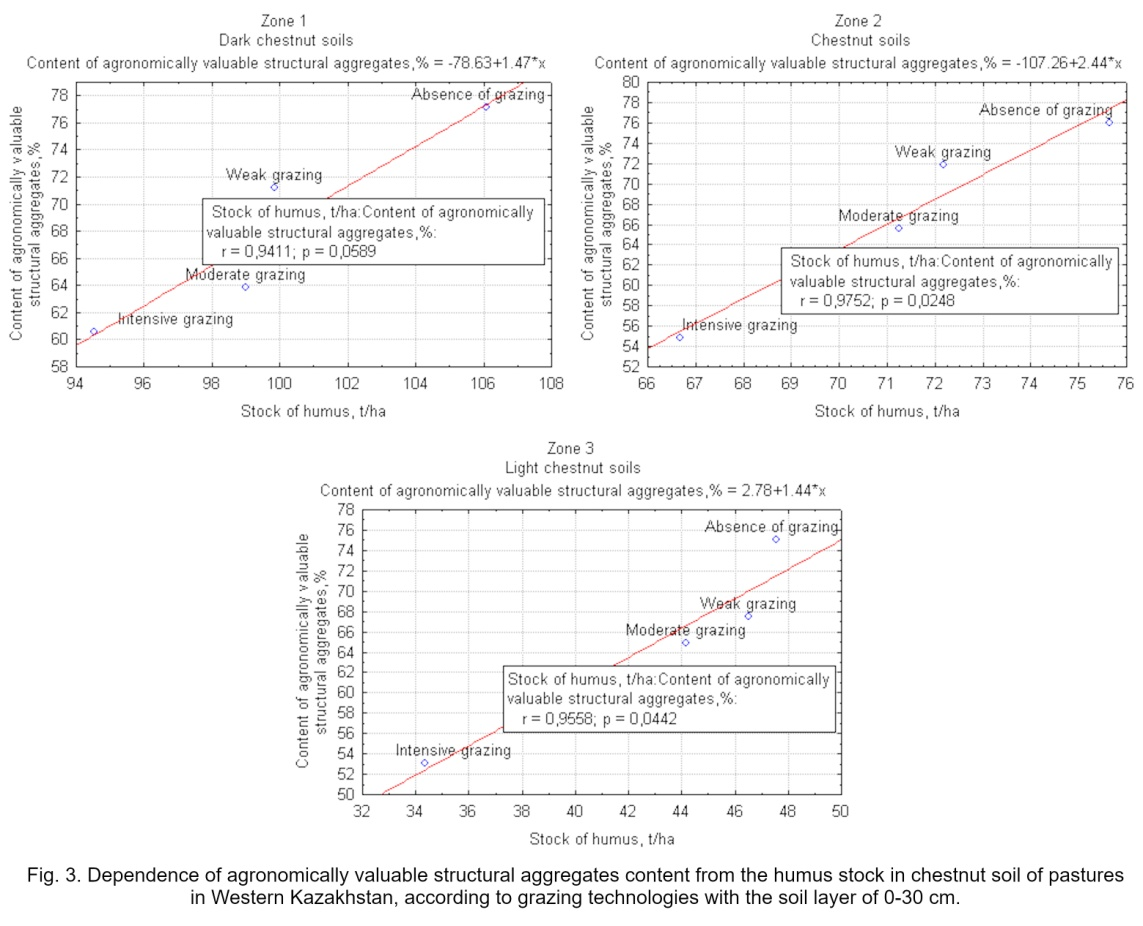 Zone 1
Dark chestnut soils
Content of agronomically valuable structural aggregates,% = -78.63+1.47*x
Content of agronomically valuable
structural aggregates,%
78
76
74
72
70
68
66
64
62
60
58
Absence of grazing
Weak grazing
Stock of humus, t/ha:Content of agronomically
valuable structural aggregates,%:
r = 0,9411; p = 0,0589
Moderate grazing
Intensive grazing
94 96 98 100 102 104 106 108
Stock of humus, t/ha
Zone 2
Chestnut soils
Content of agronomically valuable structural aggregates,% = -107.26+2.44*x
Content of agronomically valuable
structural aggregates,%
80
78
76
74
72
70
68
66
64
62
60
58
56
54
52
Absence of grazing
Weak grazing
Moderate grazing
Stock of humus, t/ha:Content of agronomically
valuable structural aggregates,%:
r = 0,9752; p = 0,0248
Intensive grazing
66 67 68 69 70 71 72 73 74 75 76
Stock of humus, t/ha
Zone 3
Light chestnut soils
Content of agronomically valuable structural aggregates,% = 2.78+1.44*x
Content of agronomically valuable
structural aggregates,%
78
76
74
72
70
68
66
64
62
60
58
56
54
52
50
Absence of grazing
Weak grazing
Moderate grazing
Stock of humus, t/ha:Content of agronomically
valuable structural aggregates,%:
r = 0,9558; p = 0,0442
Intensive grazing
32 34 36 38 40 42 44 46 48 50
Stock of humus, t/ha
Fig. 3. Dependence of agronomically valuable structural aggregates content from the humus stock in chestnut soil of pastures
in Western Kazakhstan, according to grazing technologies with the soil layer of 0-30 cm.